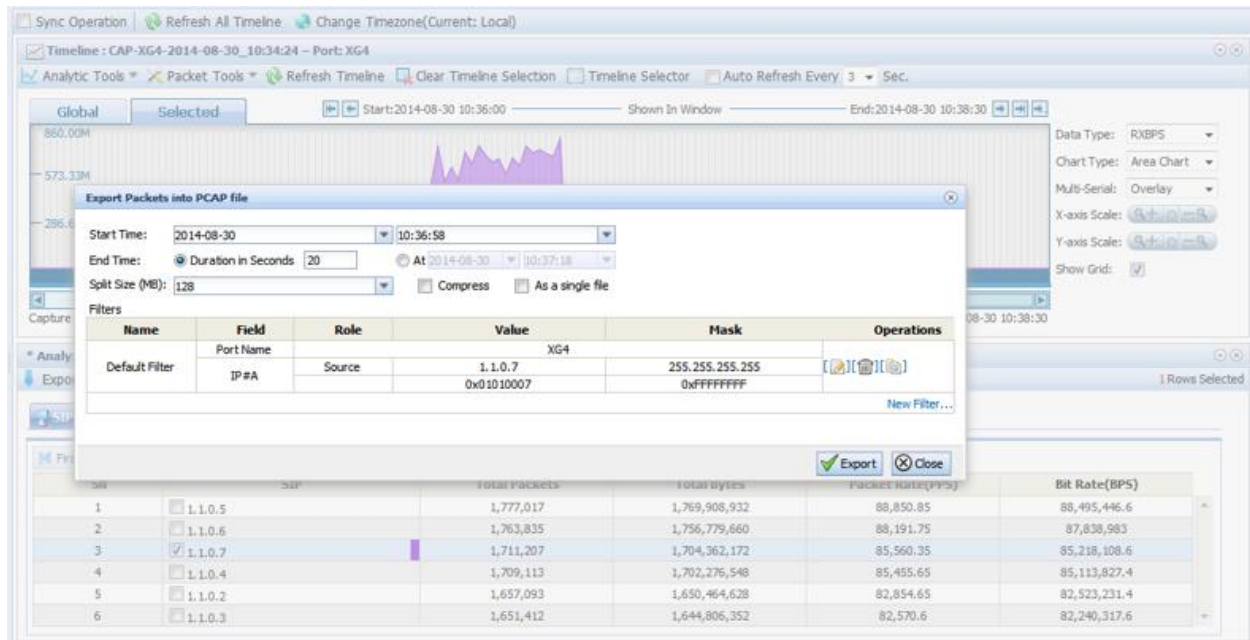 Sync Operation Refresh All Timeline Change Timezone(Current: Local)
Timeline : CAP-XG4-2014-08-30_10:34:24 – Port: XG4
Analytic Tools Packet Tools Refresh Timeline Clear Timeline Selection Timeline Selector Auto Refresh Every 3 Sec.
Global Selected Start:2014-08-30 10:36:00 Shown In Window End:2014-08-30 10:38:30
860.00M
573.33M
286.6
Data Type: RXBPS
Chart Type: Area Chart
Multi-Serial: Overlay
X-axis Scale:
Y-axis Scale:
Show Grid:
Export Packets into PCAP file
Start Time: 2014-08-30 10:36:58
End Time: Duration in Seconds 20 At 2014-08-30 10:37:18
Split Size (MB): 128 Compress As a single file
Filters
Name Field Role Value Mask Operations
Default Filter Port Name XG4
IP#A Source 1.1.0.7 255.255.255.255
0x01010007 0xFFFFFFFF
New Filter...
Export Close
Capture 08-30 10:38:30
* Analy
Expo 1 Rows Selected
SIP
Fir
SN SIP Total Packets Total Bytes Packet Rate(PPS) Bit Rate(BPS)
1 1.1.0.5 1,777,017 1,769,908,932 88,850.85 88,495,446.6
2 1.1.0.6 1,763,835 1,756,779,660 88,191.75 87,838,983
3 1.1.0.7 1,711,207 1,704,362,172 85,560.35 85,218,108.6
4 1.1.0.4 1,709,113 1,702,276,548 85,455.65 85,113,827.4
5 1.1.0.2 1,657,093 1,650,464,628 82,854.65 82,523,231.4
6 1.1.0.3 1,651,412 1,644,806,352 82,570.6 82,240,317.6